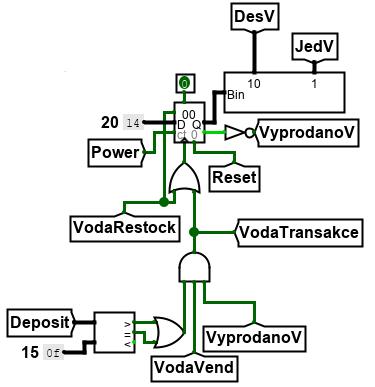 DesV
JedV
0
10 1
Bin
20 14
00
D Q
ct 0
Power
VyprodanoV
Reset
VodaRestock
VodaTransakce
Deposit
>
=
<
15 0f
VyprodanoV
VodaVend